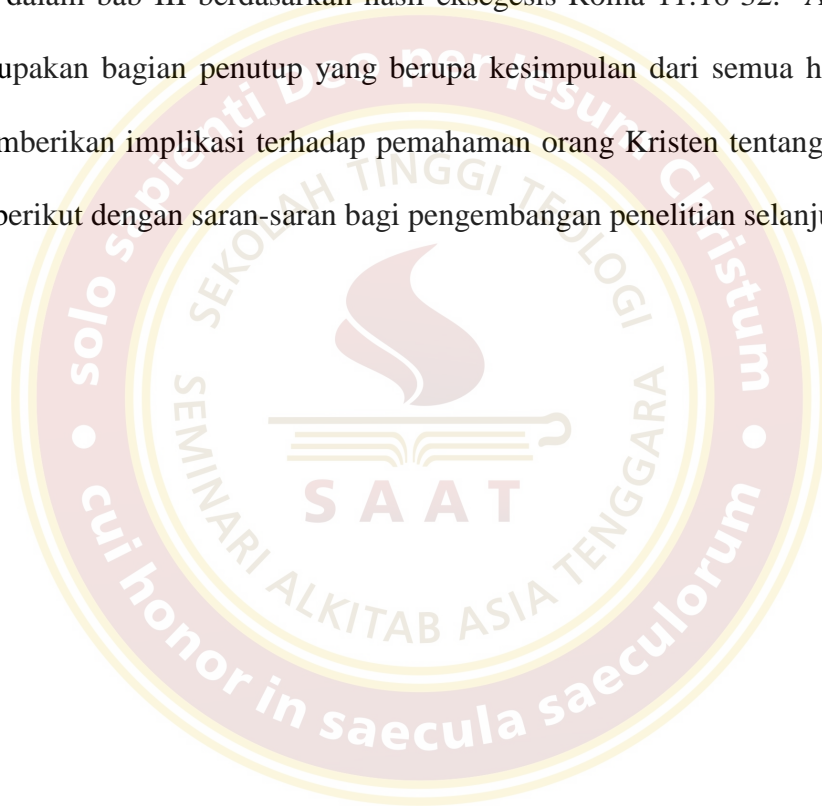 dalam bab III berdasarkan hasil eksegesis Roma 11:16-32. A
upakan bagian penutup yang berupa kesimpulan dari semua h
mberikan implikasi terhadap pemahaman orang Kristen tentang
berikut dengan saran-saran bagi pengembangan penelitian selanju
solo sapienti Deo per Iesum Christum
SEKOLAH TINGGI TEOLOGI
SEMINARI ALKITAB ASIA TENGGARA
SAAT
cui honor in saecula saeculorum